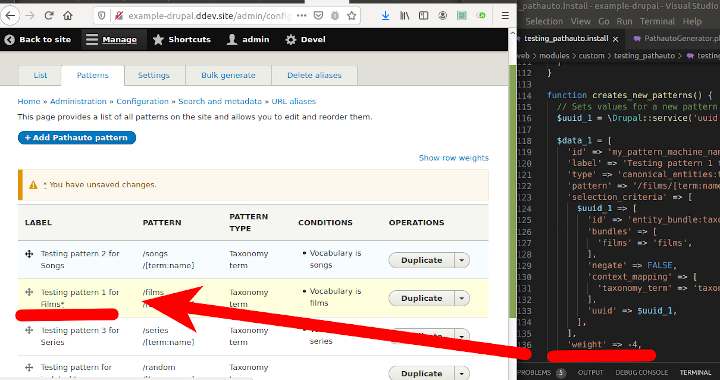 example-drupal.ddev.site/admin/config
_pathauto.install - example-drupal - Visual Studio
Selection View Go Run Terminal Help
Back to site Manage Shortcuts admin Devel
testing_pathauto.install PathautoGenerator.p
web > modules > custom > testing_pathauto > testin
List Patterns Settings Bulk generate Delete aliases
Home » Administration » Configuration » Search and metadata » URL aliases
This page provides a list of all patterns on the site and allows you to edit and reorder them.
+ Add Pathauto pattern
Show row weights
* You have unsaved changes.
LABEL PATTERN PATTERN TYPE CONDITIONS OPERATIONS
Testing pattern 2 for Songs /songs/[term:name] Taxonomy term Vocabulary is songs Duplicate
Testing pattern 1 for Films* /films Taxonomy Vocabulary is films Duplicate
Testing pattern 3 for Series /series/[term:name] Taxonomy term series
Testing pattern for /random Taxonomy Vocabulary is Duplicate
112 }
113
114 function creates_new_patterns() {
115 // Sets values for a new pattern
116 $uuid_1 = \Drupal::service('uuid
117
118 $data_1 = [
119 'id' => 'my_pattern_machine_nam
120 'label' => 'Testing pattern 1 f
121 'type' => 'canonical_entities:t
122 'pattern' => '/films/[term:name
123 'selection_criteria' => [
124 $uuid_1 => [
125 'id' => 'entity_bundle:taxo
126 'bundles' => [
127 'films' => 'films',
128 ],
129 'negate' => FALSE,
130 'context_mapping' => [
131 'taxonomy_term' => 'taxon
132 ],
133 'uuid' => $uuid_1,
134 ],
135 ],
136 'weight' => -4,
PROBLEMS 5 OUTPUT DEBUG CONSOLE TERMINAL